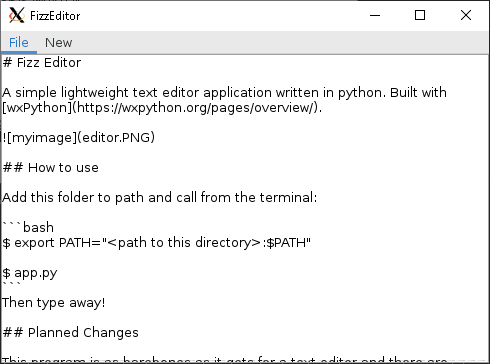 FizzEditor
File New
# Fizz Editor
A simple lightweight text editor application written in python. Built with
[wxPython](https://wxpython.org/pages/overview/).
![myimage](editor.PNG)
## How to use
Add this folder to path and call from the terminal:
```bash
$ export PATH="<path to this directory>:$PATH"
$ app.py
```
Then type away!
## Planned Changes
This program is as barebones as it gets for a text editor and there are